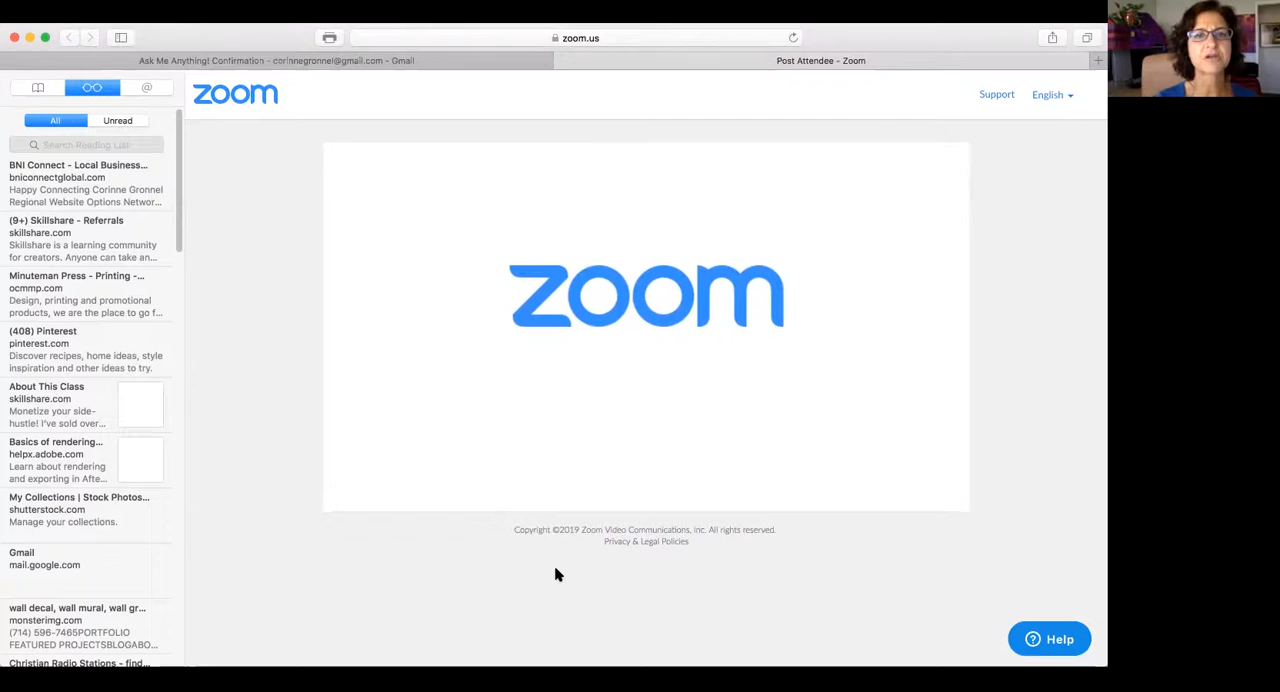 zoom.us
Ask Me Anything! Confirmation - corinnegronnel@gmail.com - Gmail
Post Attendee - Zoom
+
@
All
Unread
Search Reading List
BNI Connect - Local Business...
bniconnectglobal.com
Happy Connecting Corinne Gronnel
Regional Website Options Networ...
(9+) Skillshare - Referrals
skillshare.com
Skillshare is a learning community
for creators. Anyone can take an...
Minuteman Press - Printing -...
ocmmp.com
Design, printing and promotional
products, we are the place to go f...
(408) Pinterest
pinterest.com
Discover recipes, home ideas, style
inspiration and other ideas to try.
About This Class
skillshare.com
Monetize your side-
hustle! I've sold over...
Basics of rendering...
helpx.adobe.com
Learn about rendering
and exporting in Afte...
My Collections | Stock Photos...
shutterstock.com
Manage your collections.
Gmail
mail.google.com
wall decal, wall mural, wall gr...
monsterimg.com
(714) 596-7465PORTFOLIO
FEATURED PROJECTSBLOGABO...
Christian Radio Stations - find...
zoom
Support
English
zoom
Copyright ©2019 Zoom Video Communications, Inc. All rights reserved.
Privacy & Legal Policies
? Help